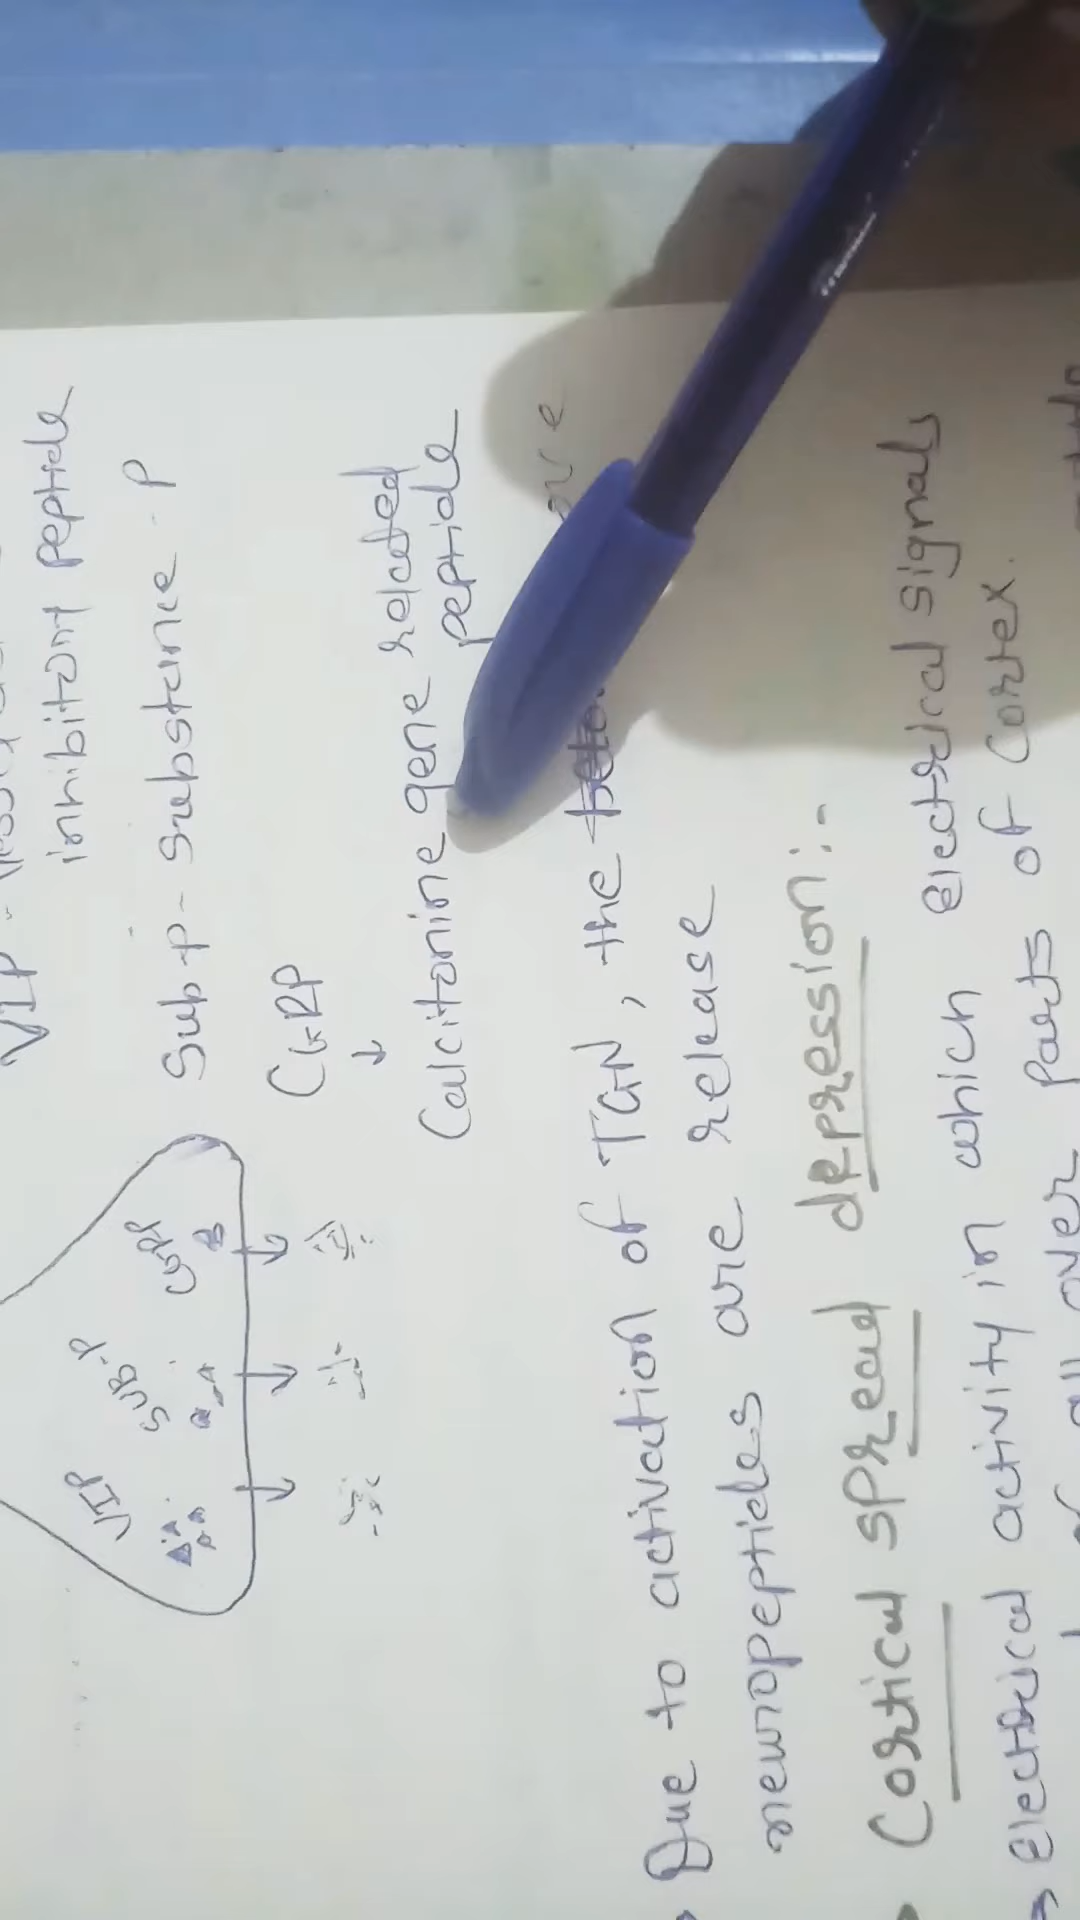 VIP -
inhibitory peptide
Sub P - Substance - P
CGRP
↓
Calcitonine gene related
peptide
VIP
SUB-P
CGRP
Due to activation of TGN, the
neuropeptides are release
Cortical spread depression:-
electrical activity in which electrical signals
all over parts of cortex.